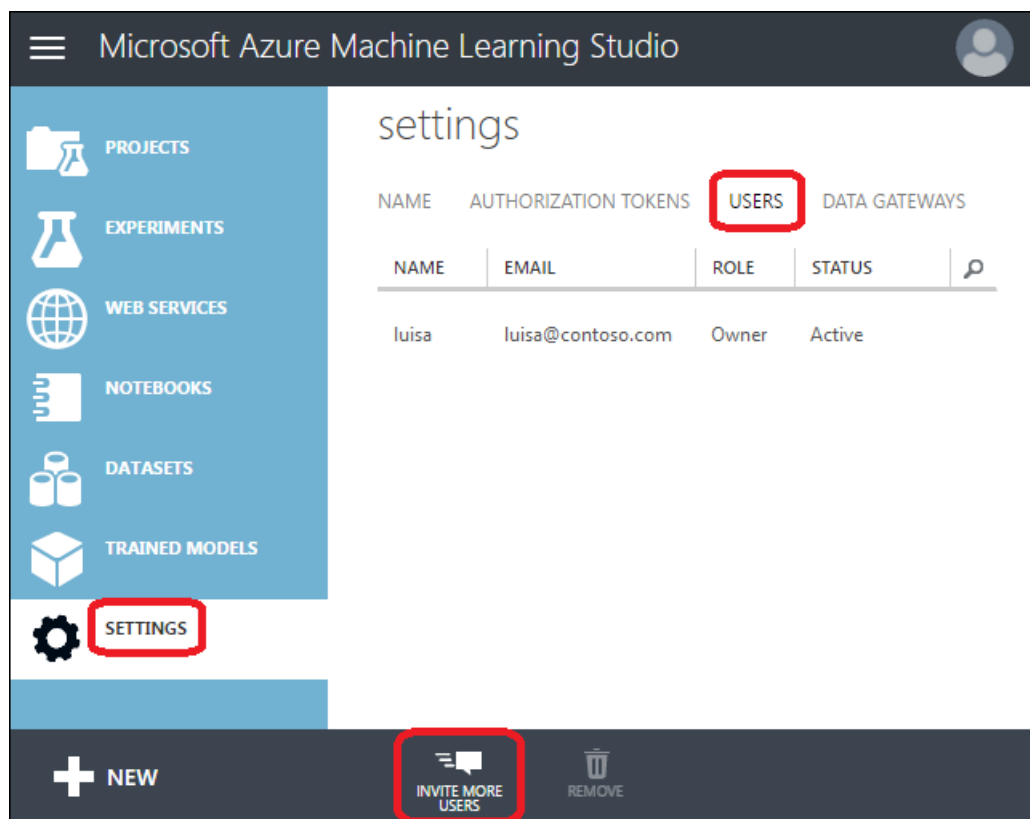 Microsoft Azure Machine Learning Studio
PROJECTS
EXPERIMENTS
WEB SERVICES
NOTEBOOKS
DATASETS
TRAINED MODELS
SETTINGS
settings
NAME AUTHORIZATION TOKENS USERS DATA GATEWAYS
NAME EMAIL ROLE STATUS
luisa luisa@contoso.com Owner Active
NEW
INVITE MORE
USERS
REMOVE